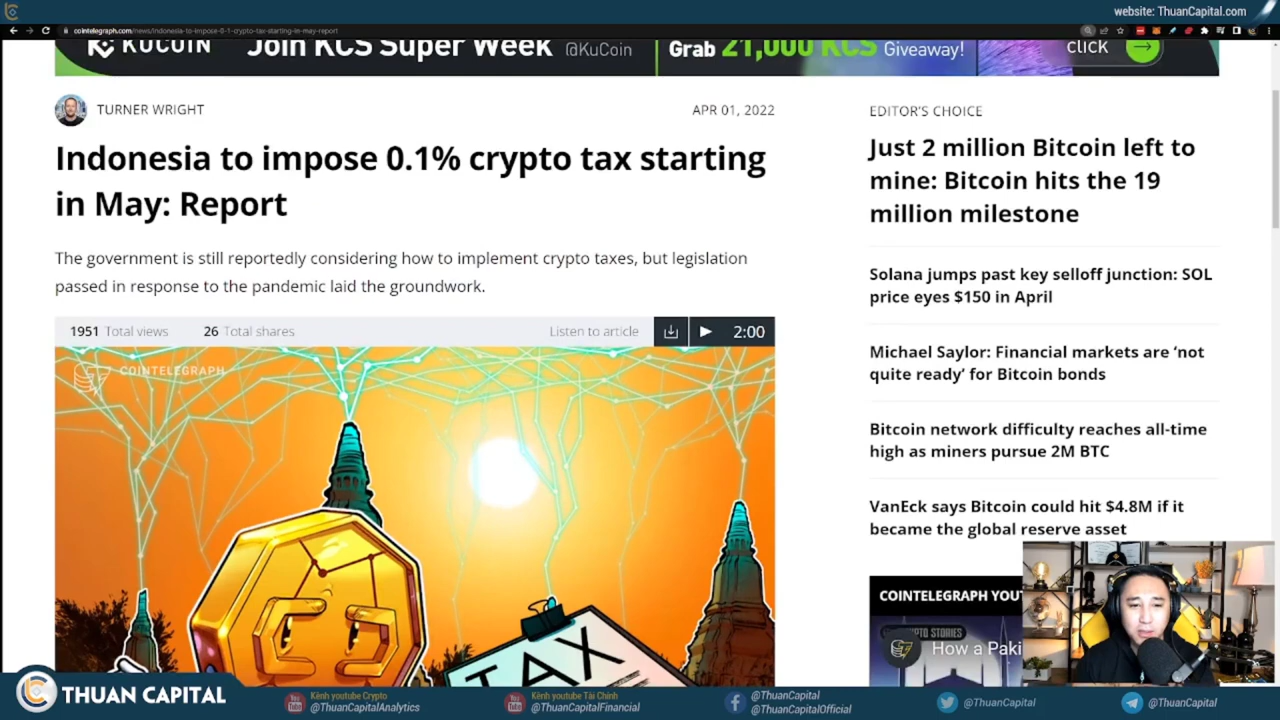 website: ThuanCapital.com
cointelegraph.com/news/indonesia-to-impose-0-1-crypto-tax-starting-in-may-report
KUCOIN
Join KCS Super Week @KuCoin
Grab 21,000 KCS Giveaway!
click
TURNER WRIGHT
APR 01, 2022
Indonesia to impose 0.1% crypto tax starting
in May: Report
The government is still reportedly considering how to implement crypto taxes, but legislation
passed in response to the pandemic laid the groundwork.
1951 Total views 26 Total shares Listen to article 2:00
COINTELEGRAPH
TAX
EDITOR'S CHOICE
Just 2 million Bitcoin left to
mine: Bitcoin hits the 19
million milestone
Solana jumps past key selloff junction: SOL
price eyes $150 in April
Michael Saylor: Financial markets are ‘not
quite ready’ for Bitcoin bonds
Bitcoin network difficulty reaches all-time
high as miners pursue 2M BTC
VanEck says Bitcoin could hit $4.8M if it
became the global reserve asset
COINTELEGRAPH YOUT
PTO STORIES
How a Paki
THUAN CAPITAL
Kênh youtube Crypto
@ThuanCapitalAnalytics
Kênh youtube Tài Chính
@ThuanCapitalFinancial
@ThuanCapital
@ThuanCapitalOfficial
@ThuanCapital
@ThuanCapital